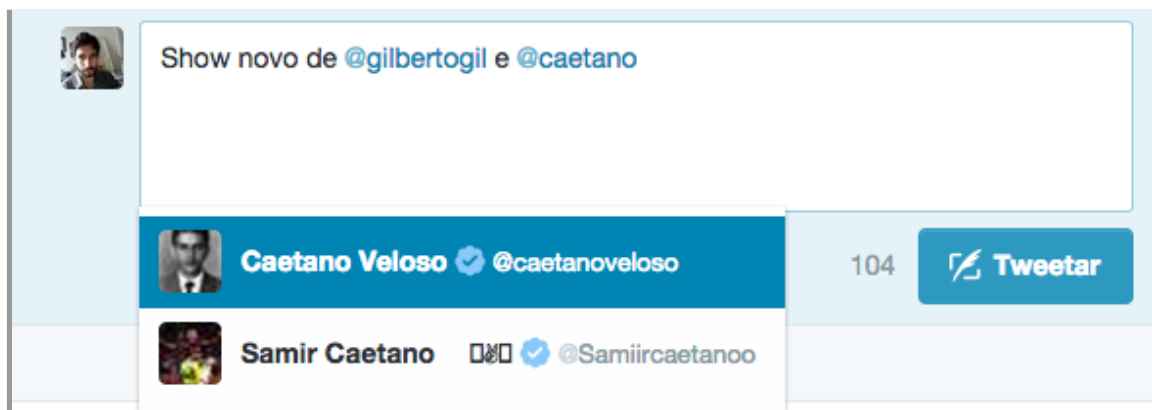 Show novo de @gilbertogil e @caetano
Caetano Veloso @caetanoveloso
104
Tweetar
Samir Caetano @Samiircaetanoo